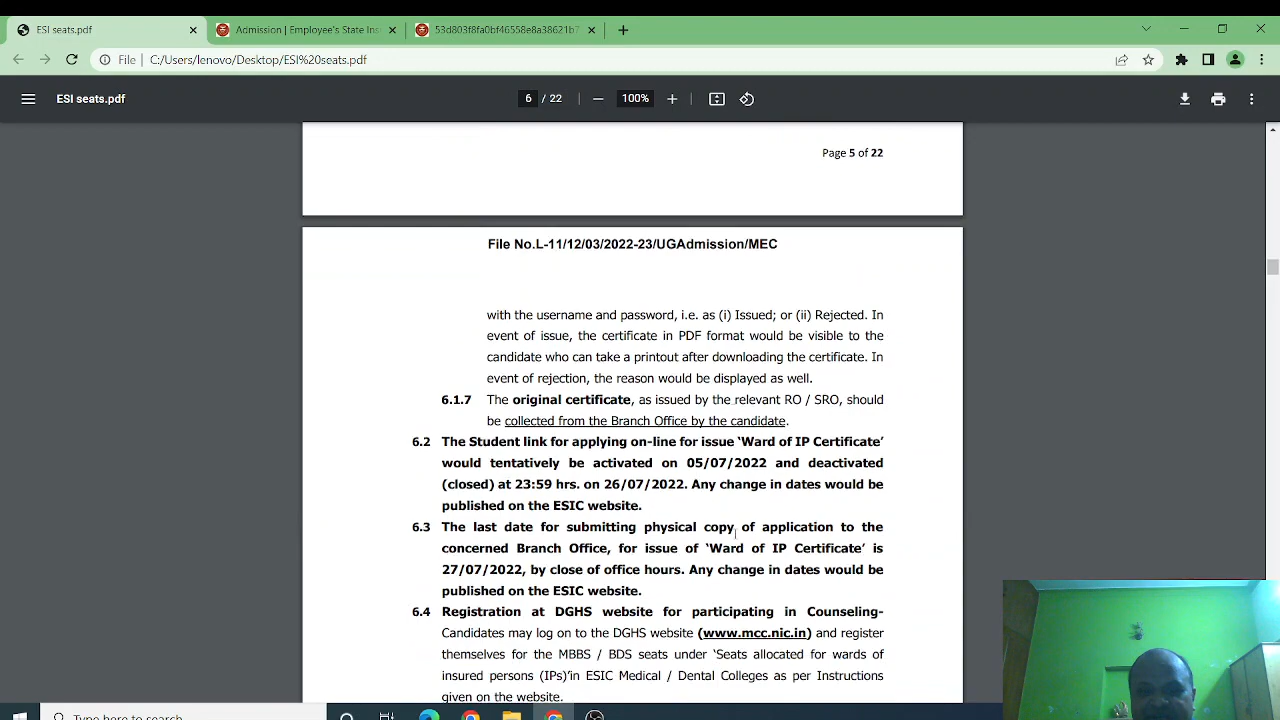 ESI seats.pdf
Admission | Employee's State Ins
53d803f8fa0bf46558e8a38621b7
File
C:/Users/lenovo/Desktop/ESI%20seats.pdf
ESI seats.pdf
6 / 22
100%
Page 5 of 22
File No.L-11/12/03/2022-23/UGAdmission/MEC
with the username and password, i.e. as (i) Issued; or (ii) Rejected. In
event of issue, the certificate in PDF format would be visible to the
candidate who can take a printout after downloading the certificate. In
event of rejection, the reason would be displayed as well.
6.1.7 The original certificate, as issued by the relevant RO / SRO, should
be collected from the Branch Office by the candidate.
6.2 The Student link for applying on-line for issue ‘Ward of IP Certificate’
would tentatively be activated on 05/07/2022 and deactivated
(closed) at 23:59 hrs. on 26/07/2022. Any change in dates would be
published on the ESIC website.
6.3 The last date for submitting physical copy of application to the
concerned Branch Office, for issue of ‘Ward of IP Certificate’ is
27/07/2022, by close of office hours. Any change in dates would be
published on the ESIC website.
6.4 Registration at DGHS website for participating in Counseling-
Candidates may log on to the DGHS website (www.mcc.nic.in) and register
themselves for the MBBS / BDS seats under ‘Seats allocated for wards of
insured persons (IPs)’in ESIC Medical / Dental Colleges as per Instructions
given on the website.
Type here to search